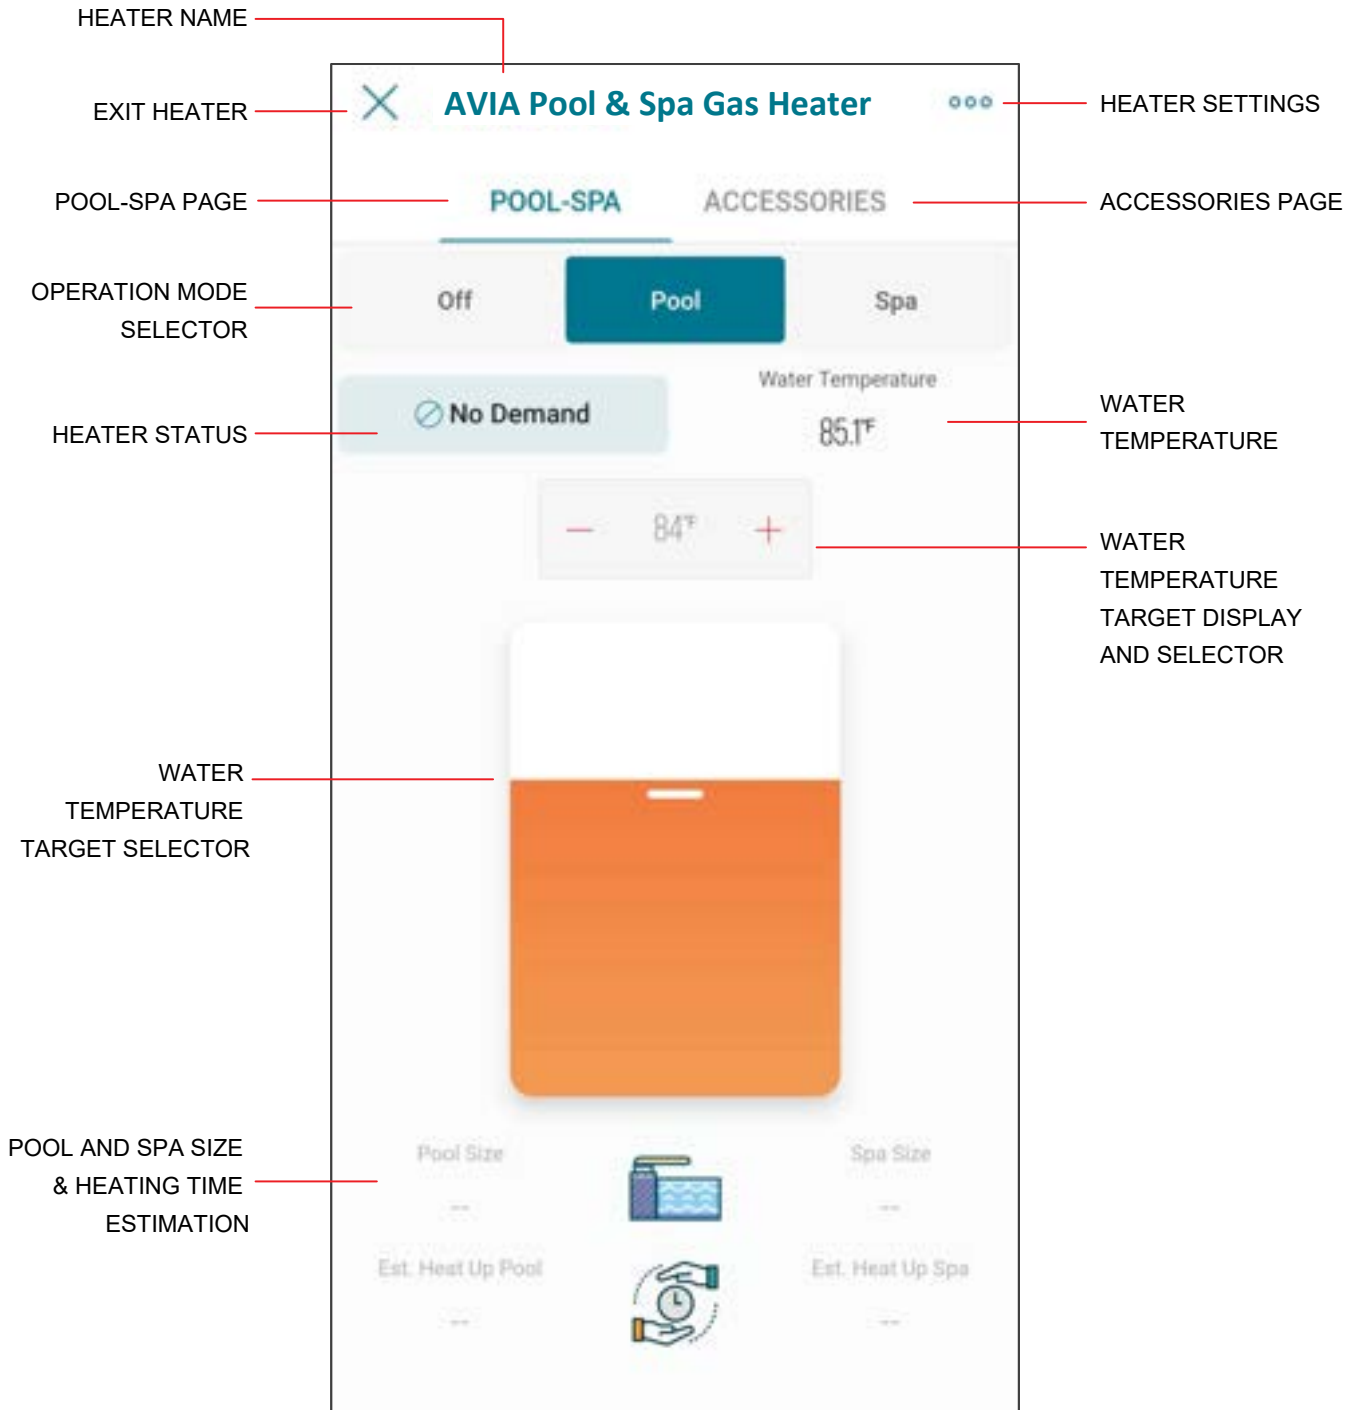 HEATER NAME
EXIT HEATER
AVIA Pool & Spa Gas Heater
HEATER SETTINGS
POOL-SPA PAGE
POOL-SPA
ACCESSORIES
ACCESSORIES PAGE
OPERATION MODE
SELECTOR
Off
Pool
Spa
HEATER STATUS
No Demand
Water Temperature
85.1°F
WATER
TEMPERATURE
84°F
WATER
TEMPERATURE
TARGET DISPLAY
AND SELECTOR
WATER
TEMPERATURE
TARGET SELECTOR
POOL AND SPA SIZE
& HEATING TIME
ESTIMATION
Pool Size
--
Spa Size
--
Est. Heat Up Pool
--
Est. Heat Up Spa
--